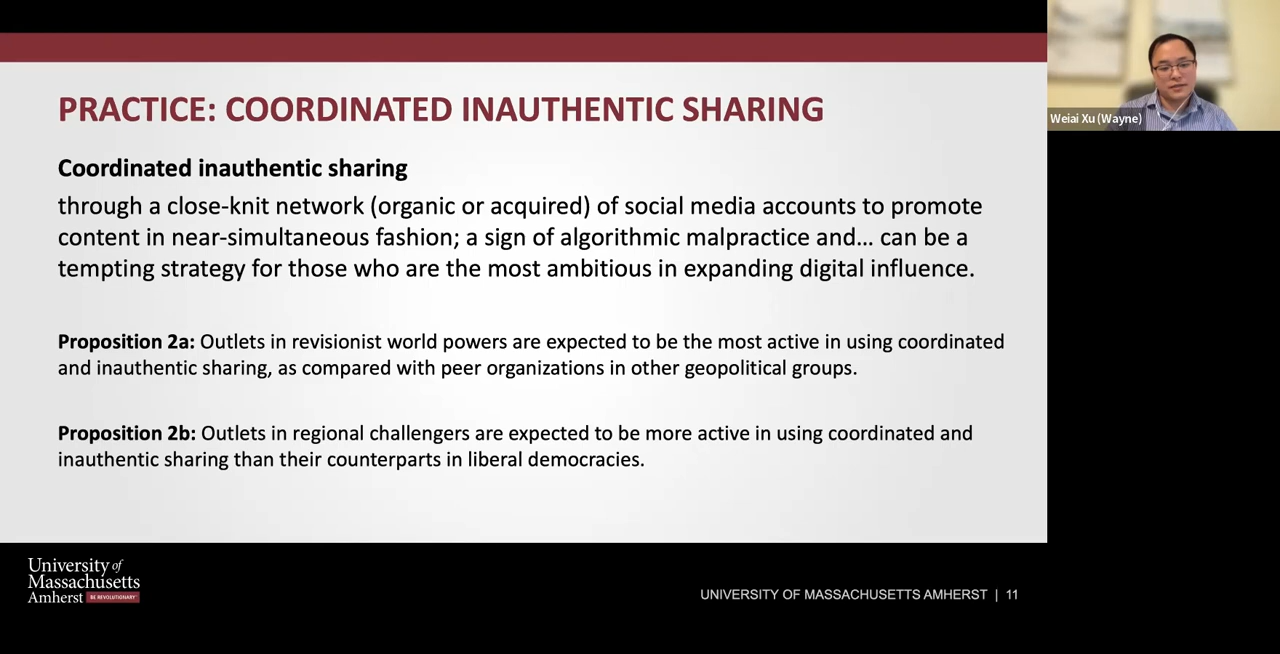 PRACTICE: COORDINATED INAUTHENTIC SHARING
Weiai Xu (Wayne)
Coordinated inauthentic sharing
through a close-knit network (organic or acquired) of social media accounts to promote
content in near-simultaneous fashion; a sign of algorithmic malpractice and... can be a
tempting strategy for those who are the most ambitious in expanding digital influence.
Proposition 2a: Outlets in revisionist world powers are expected to be the most active in using coordinated
and inauthentic sharing, as compared with peer organizations in other geopolitical groups.
Proposition 2b: Outlets in regional challengers are expected to be more active in using coordinated and
inauthentic sharing than their counterparts in liberal democracies.
University of
Massachusetts
Amherst BE REVOLUTIONARY
UNIVERSITY OF MASSACHUSETTS AMHERST | 11